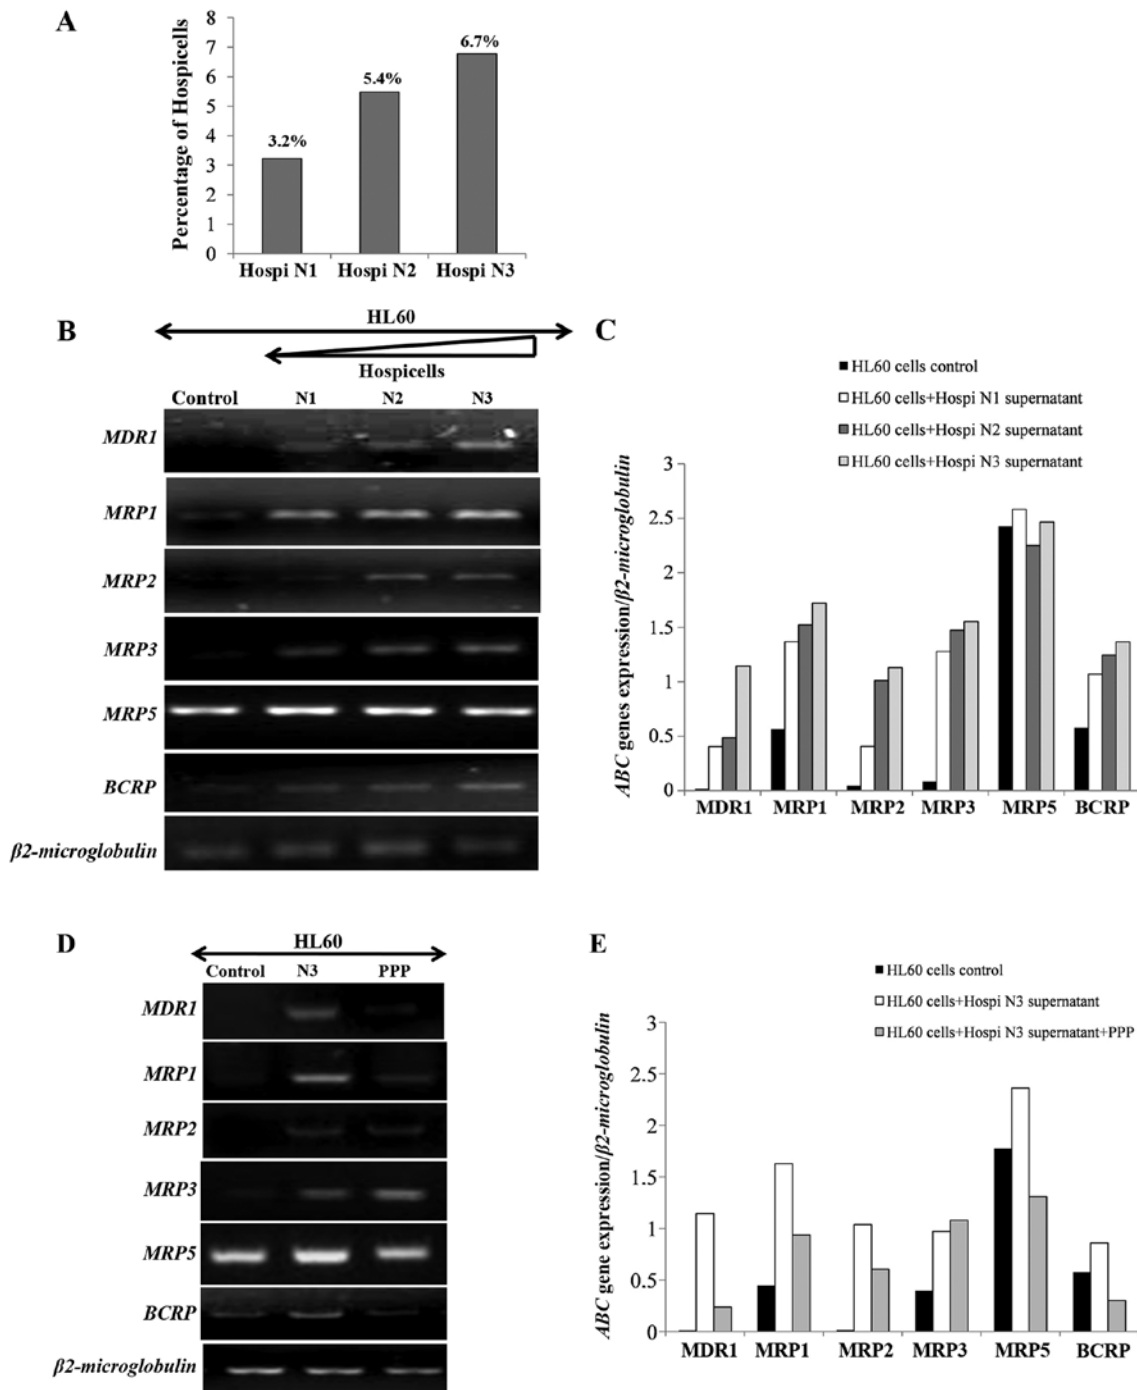 A
Percentage of Hospicells
8
7
6
5
4
3
2
1
0
3.2%
5.4%
6.7%
Hospi N1 Hospi N2 Hospi N3
B
HL60
Hospicells
Control N1 N2 N3
MDR1
MRP1
MRP2
MRP3
MRP5
BCRP
β2-microglobulin
C
HL60 cells control
HL60 cells+Hospi N1 supernatant
HL60 cells+Hospi N2 supernatant
HL60 cells+Hospi N3 supernatant
ABC genes expression/β2-microglobulin
3
2.5
2
1.5
1
0.5
0
MDR1 MRP1 MRP2 MRP3 MRP5 BCRP
D
HL60
Control N3 PPP
MDR1
MRP1
MRP2
MRP3
MRP5
BCRP
β2-microglobulin
E
HL60 cells control
HL60 cells+Hospi N3 supernatant
HL60 cells+Hospi N3 supernatant+PPP
ABC gene expression/β2-microglobulin
3
2.5
2
1.5
1
0.5
0
MDR1 MRP1 MRP2 MRP3 MRP5 BCRP